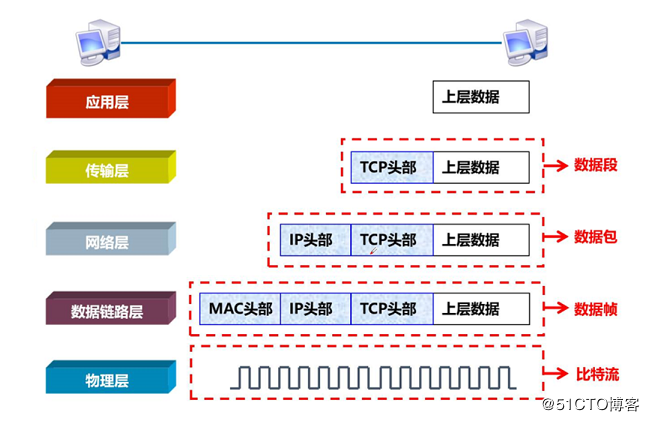 应用层
上层数据
传输层
TCP头部 上层数据
数据段
网络层
IP头部 TCP头部 上层数据
数据包
数据链路层
MAC头部 IP头部 TCP头部 上层数据
数据帧
物理层
比特流
@51CTO博客